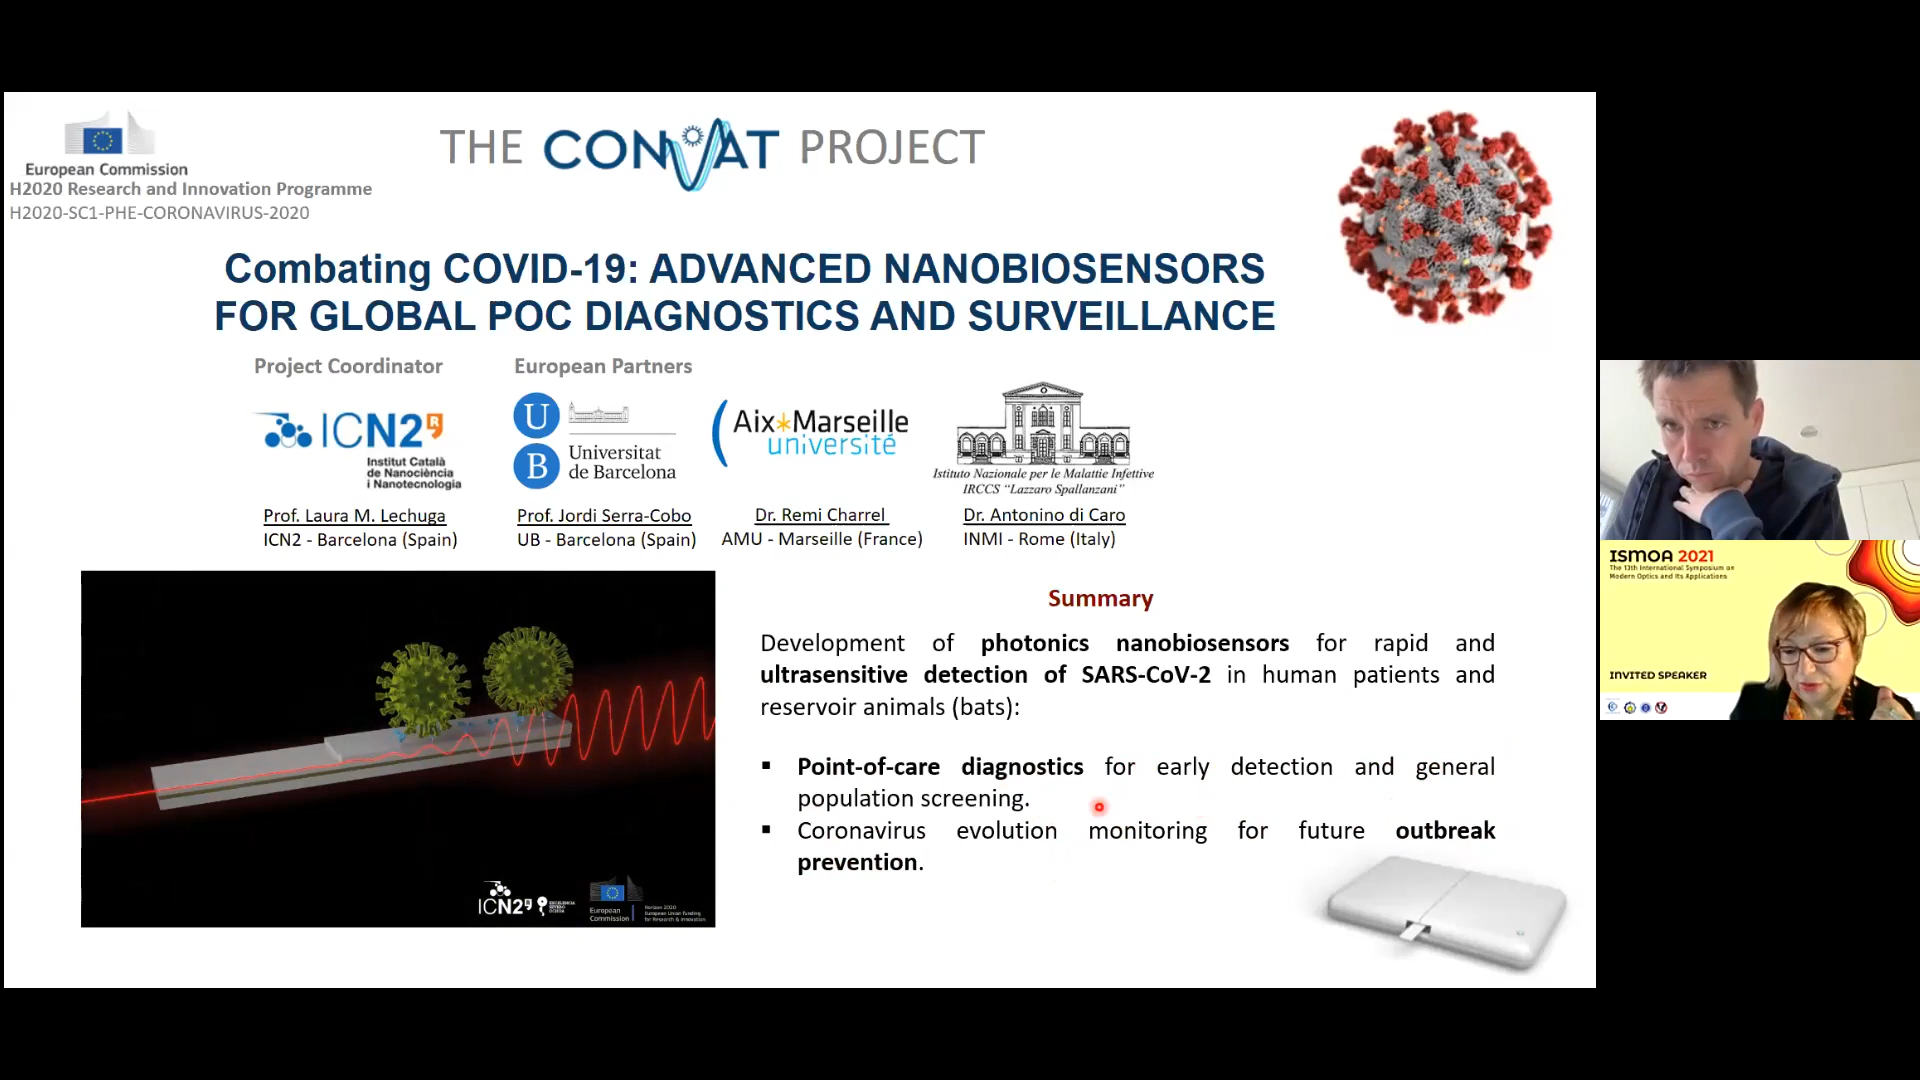 THE CONVAT PROJECT
European Commission
H2020 Research and Innovation Programme
H2020-SC1-PHE-CORONAVIRUS-2020
Combating COVID-19: ADVANCED NANOBIOSENSORS
FOR GLOBAL POC DIAGNOSTICS AND SURVEILLANCE
Project Coordinator
European Partners
ICN2R
Institut Català
de Nanociència
i Nanotecnologia
U
B
Universitat
de Barcelona
Aix*Marseille
université
Istituto Nazionale per le Malattie Infettive
IRCCS “Lazzaro Spallanzani”
Prof. Laura M. Lechuga
ICN2 - Barcelona (Spain)
Prof. Jordi Serra-Cobo
UB - Barcelona (Spain)
Dr. Remi Charrel
AMU - Marseille (France)
Dr. Antonino di Caro
INMI - Rome (Italy)
Summary
Development of photonics nanobiosensors for rapid and
ultrasensitive detection of SARS-CoV-2 in human patients and
reservoir animals (bats):
▪ Point-of-care diagnostics for early detection and general
population screening.
▪ Coronavirus evolution monitoring for future outbreak
prevention.
ICN2R
EXCELENCIA
SEVERO
OCHOA
European
Commission
Horizon 2020
European Union funding
for Research & Innovation
ISMOA 2021
The 13th International Symposium on
Modern Optics and Its Applications
INVITED SPEAKER